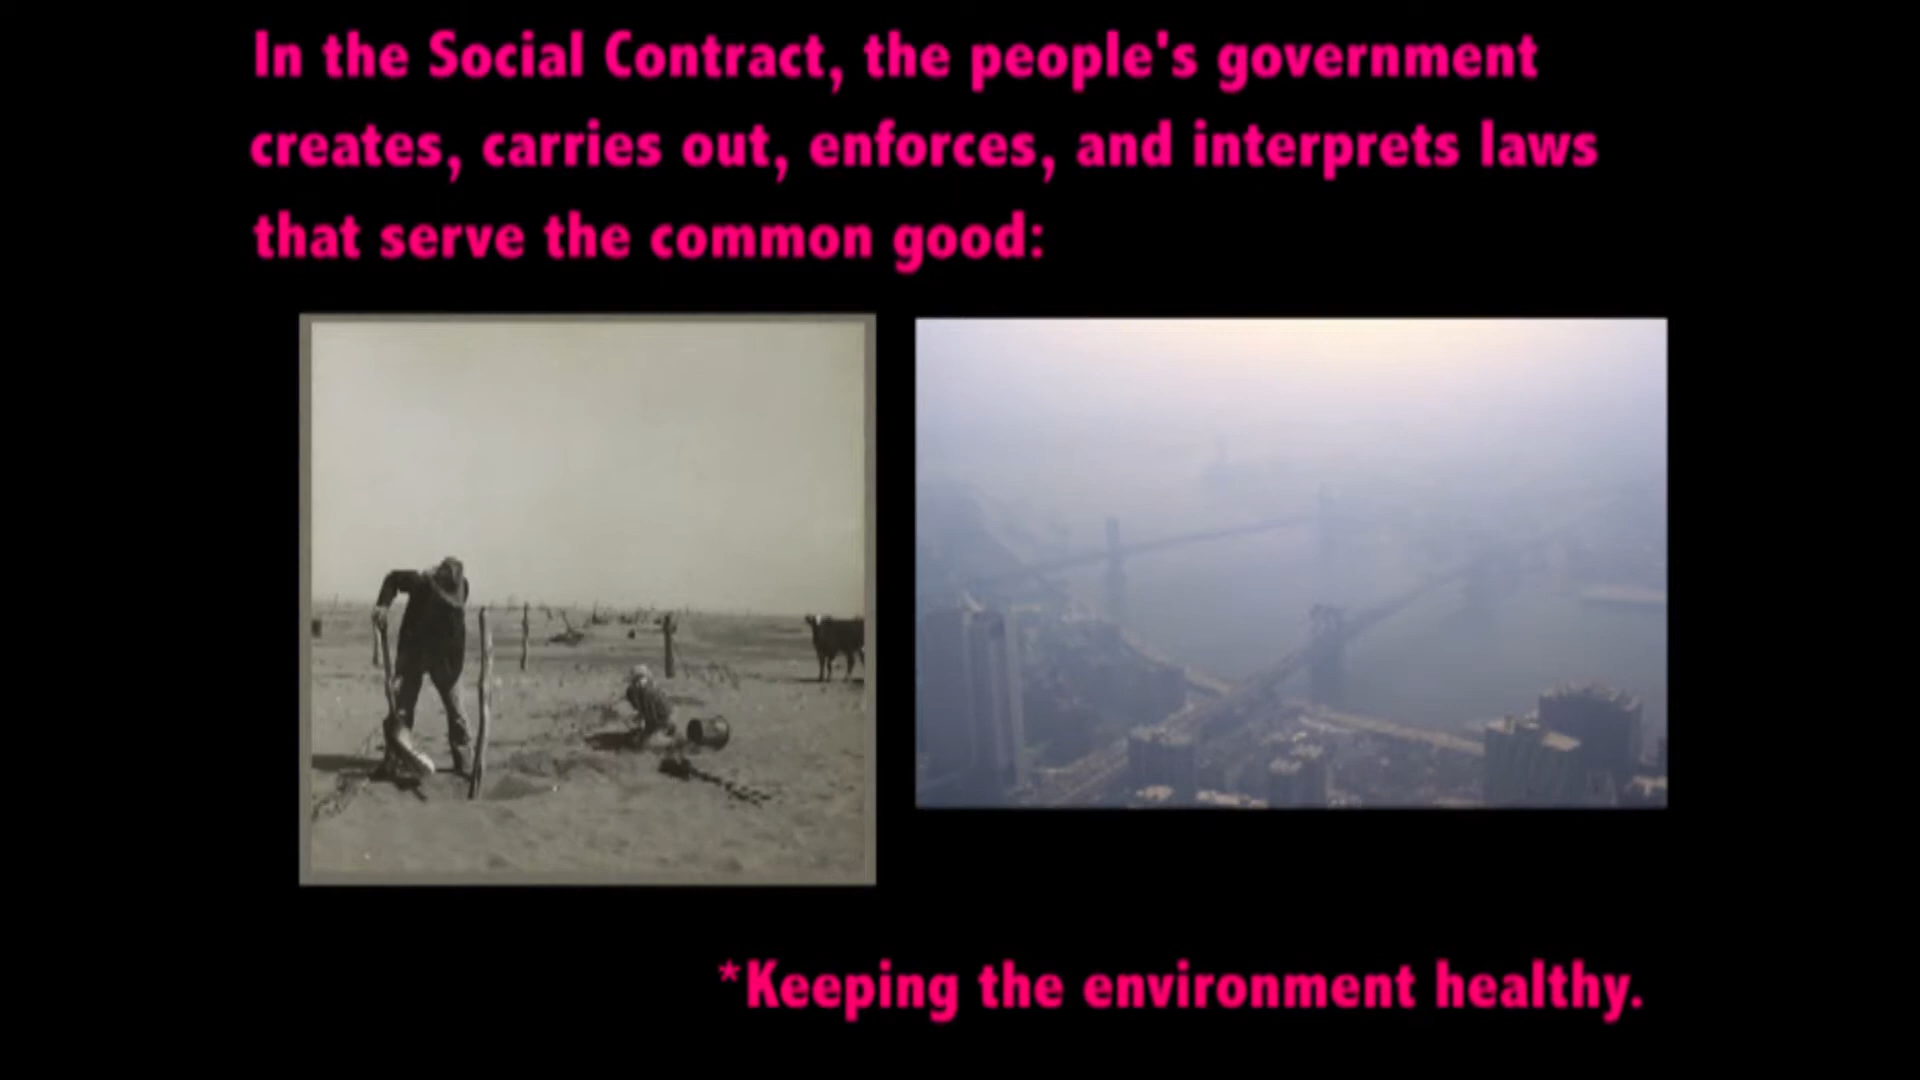 In the Social Contract, the people's government
creates, carries out, enforces, and interprets laws
that serve the common good:
*Keeping the environment healthy.